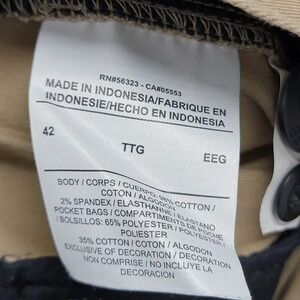 RN#56323 - CA#05553
MADE IN INDONESIA/FABRIQUE EN
INDONESIE/HECHO EN INDONESIA
42 TTG EEG
BODY / CORPS / CUERPO: 98% COTTON /
COTON / ALGODON
2% SPANDEX / ELASTHANNE / ELASTANO
POCKET BAGS / COMPARTIMENTS DE POCHE
/ BOLSILLOS: 65% POLYESTER / POLYESTER /
POLIESTER
35% COTTON / COTON / ALGODON
EXCLUSIVE OF DECORATION / DECORATION
NON COMPRISE / NO INCLUYE LA
DECORACION